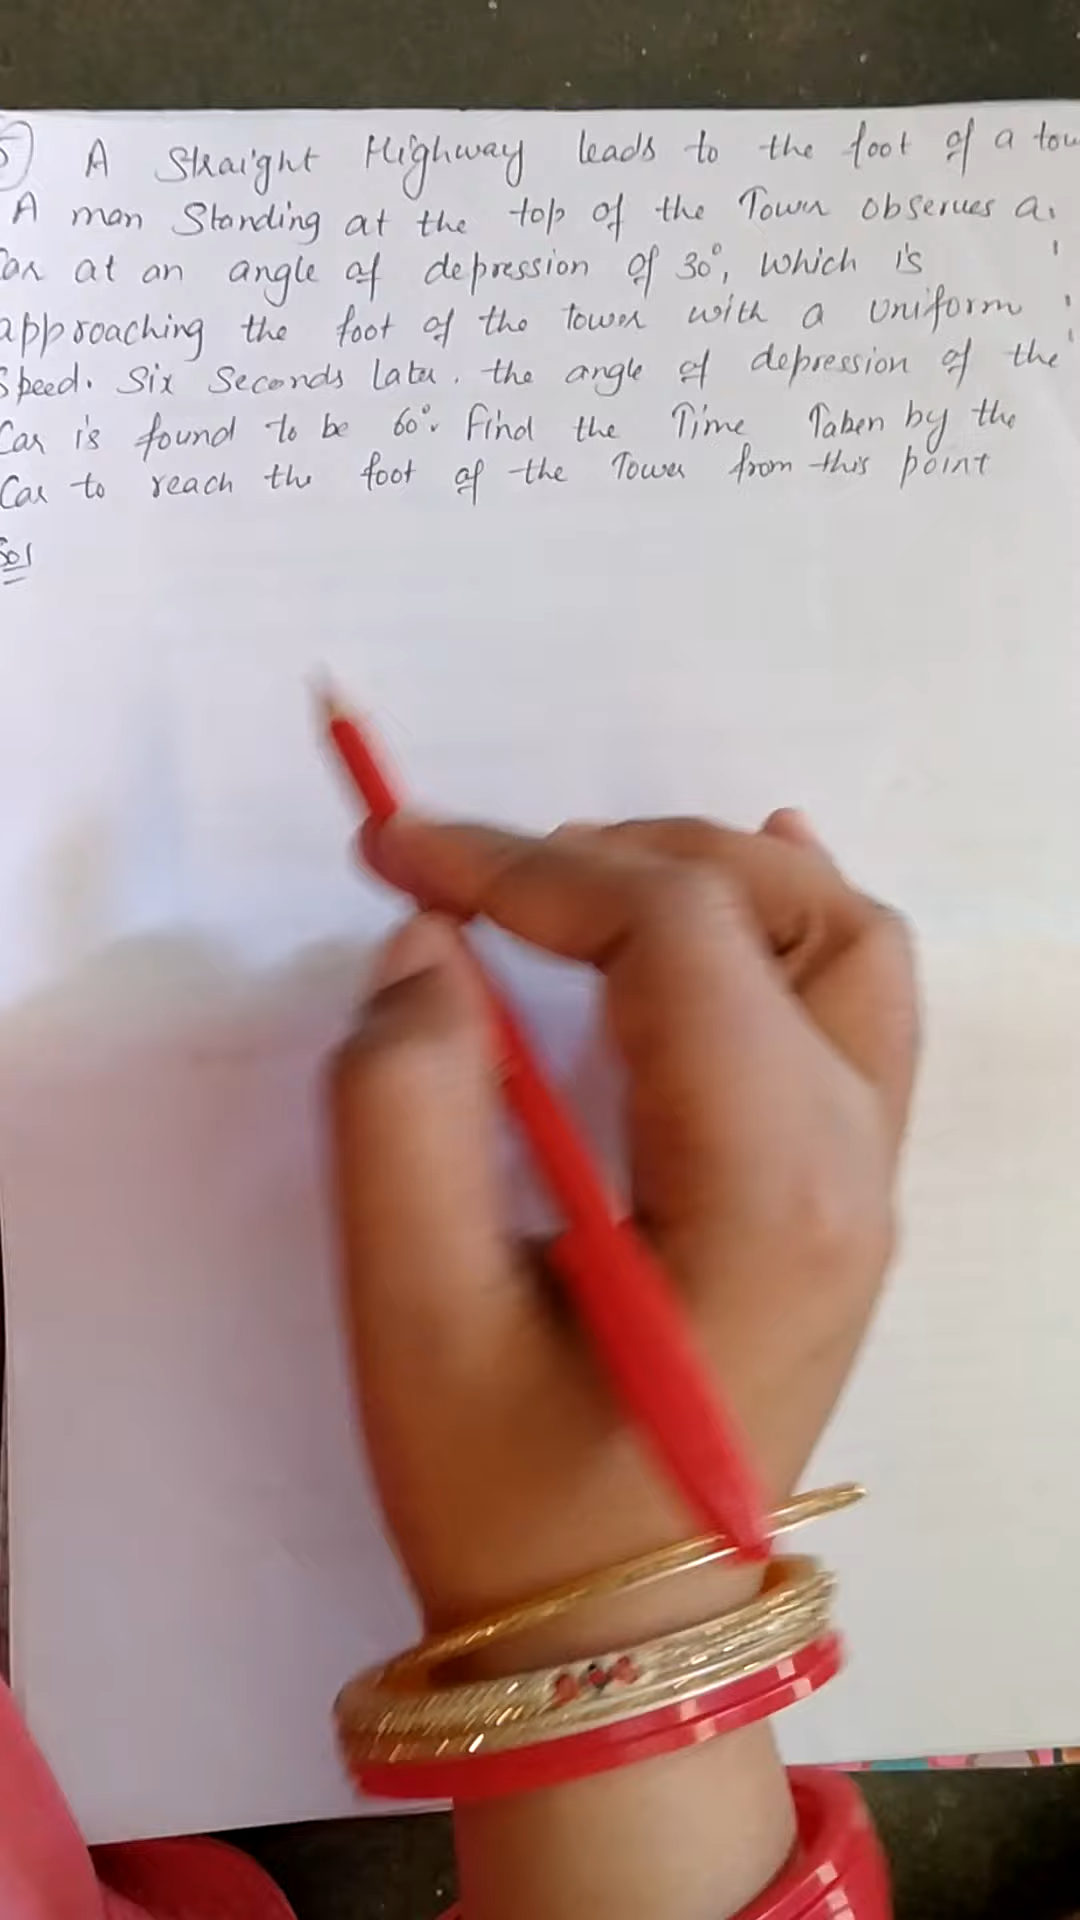 A Straight Highway leads to the foot of a tow
A man Standing at the top of the Tower observes a
Car at an angle of depression of 30°, which is
approaching the foot of the tower with a uniform
Speed. Six Seconds later. the angle of depression of the
Car is found to be 60°. Find the Time Taken by the
Car to reach the foot of the Tower from this point
Sol